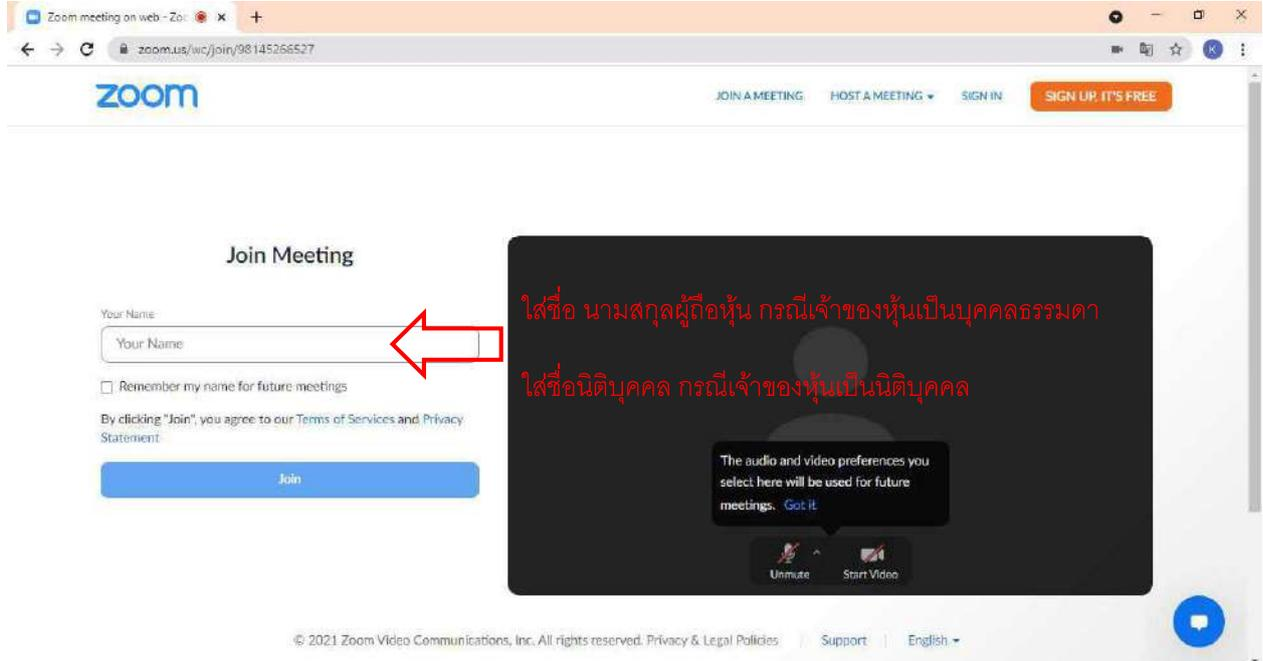 Zoom meeting on web - Zoo
zoom.us/wc/join/98145266527
K
zoom
JOIN A MEETING
HOST A MEETING
SIGN IN
SIGN UP, IT'S FREE
Join Meeting
Your Name
Your Name
Remember my name for future meetings
By clicking "Join", you agree to our Terms of Services and Privacy
Statement
Join
ใส่ชื่อ นามสกุลผู้ถือหุ้น กรณีเจ้าของหุ้นเป็นบุคคลธรรมดา
ใส่ชื่อนิติบุคคล กรณีเจ้าของหุ้นเป็นนิติบุคคล
The audio and video preferences you
select here will be used for future
meetings. Got it
Unmute
Start Video
© 2021 Zoom Video Communications, Inc. All rights reserved. Privacy & Legal Policies
Support
English